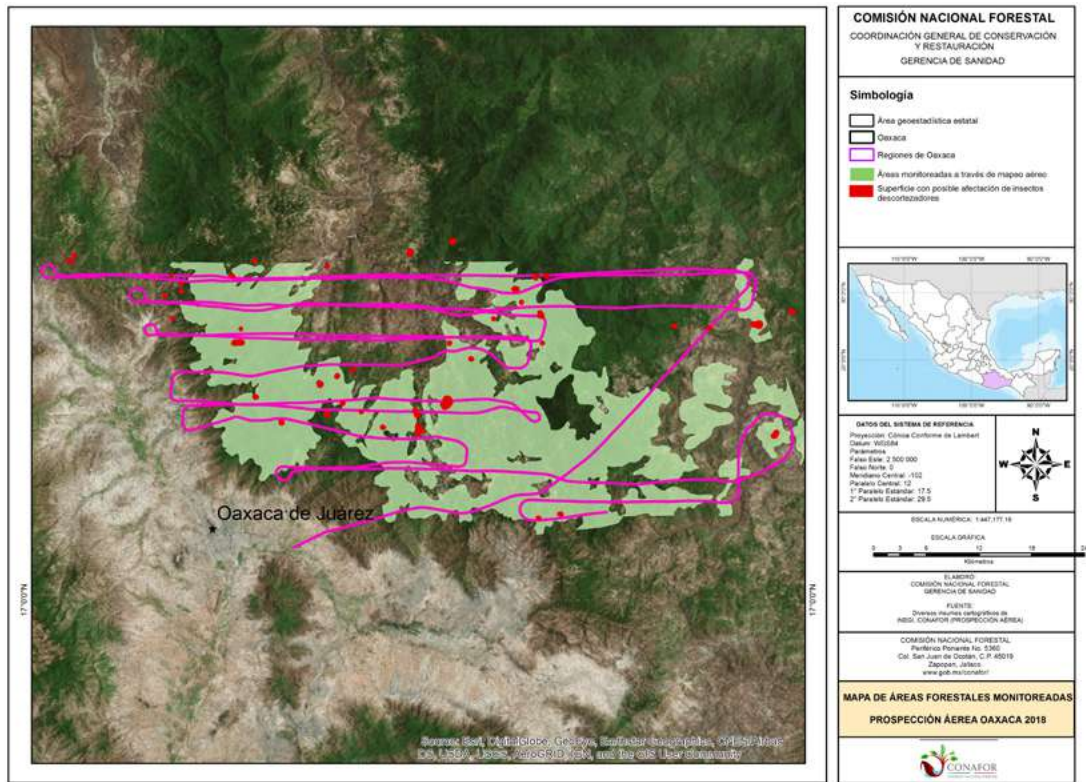 COMISIÓN NACIONAL FORESTAL
COORDINACIÓN GENERAL DE CONSERVACIÓN
Y RESTAURACIÓN
GERENCIA DE SANIDAD
Simbología
Área geoestadística estatal
Oaxaca
Regiones de Oaxaca
Áreas monitoreadas a través de mapeo aéreo
Superficie con posible afectación de insectos
descortezadores
Oaxaca de Juárez
17°0'0"N
17°0'0"N
DATOS DEL SISTEMA DE REFERENCIA
Proyección: Cónica Conforme de Lambert
Datum: WGS84
Parámetros
Falso Este: 2 500 000
Falso Norte: 0
Meridiano Central: -102
Paralelo Central: 12
1° Paralelo Estándar: 17.5
2° Paralelo Estándar: 29.5
N
W
E
S
ESCALA NUMÉRICA: 1:447,177.16
ESCALA GRÁFICA
0 3 6 12 18 24
Kilómetros
ELABORÓ
COMISIÓN NACIONAL FORESTAL
GERENCIA DE SANIDAD
FUENTE:
Diversos insumos cartográficos de
INEGI, CONAFOR (PROSPECCIÓN AÉREA)
COMISIÓN NACIONAL FORESTAL
Periférico Poniente No. 5360
Col. San Juan de Ocotán, C.P. 45019
Zapopan, Jalisco
www.gob.mx/conafor/
MAPA DE ÁREAS FORESTALES MONITOREADAS
PROSPECCIÓN ÁEREA OAXACA 2018
CONAFOR
Source: Esri, DigitalGlobe, GeoEye, Earthstar Geographics, CNES/Airbus
DS, USDA, USGS, AeroGRID, IGN, and the GIS User Community